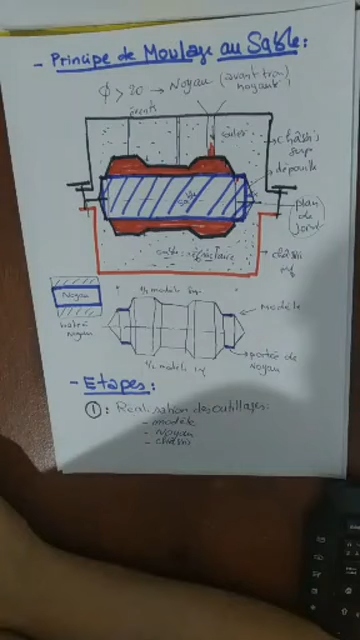 - Principe de Moulage au Sable:
ϕ > 20 → Noyau (avant trou
évents
coulée
châssis
sup
dépouille
sable
plan
de
joint
sable réfractaire
châssis
inf
Noyau
1/2 modèle sup
modèle
portée de
Noyau
1/2 modèle inf
- Etapes:
①: Réalisation des outillages:
- modèle
- Noyau
- châssis